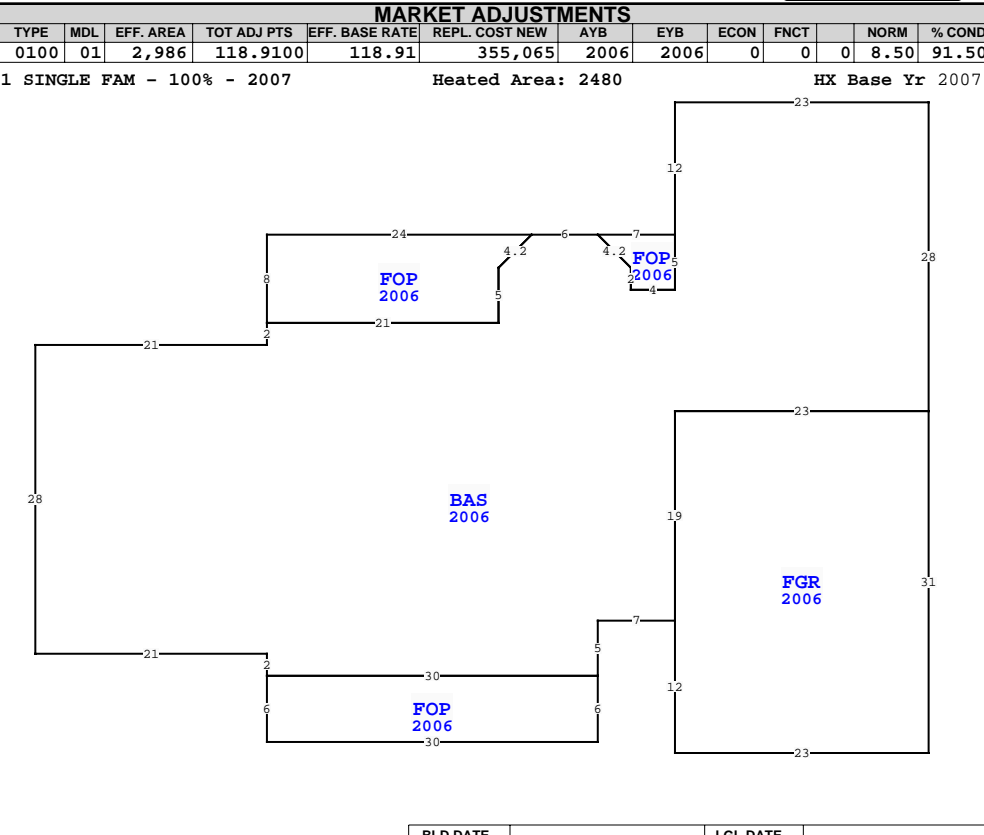 MARKET ADJUSTMENTS
TYPE MDL EFF. AREA TOT ADJ PTS EFF. BASE RATE REPL. COST NEW AYB EYB ECON FNCT NORM % COND
0100 01 2,986 118.9100 118.91 355,065 2006 2006 0 0 0 8.50 91.50
1 SINGLE FAM - 100% - 2007 Heated Area: 2480 HX Base Yr 2007
23
12
24 6 7
4.2 4.2
FOP
2006
5
28
8
FOP
2006
2
4
5
21
2
21
23
28
BAS
2006
19
FGR
2006
31
7
5
21
2
30
12
6
FOP
2006
6
30
23
BLD DATE LGL DATE